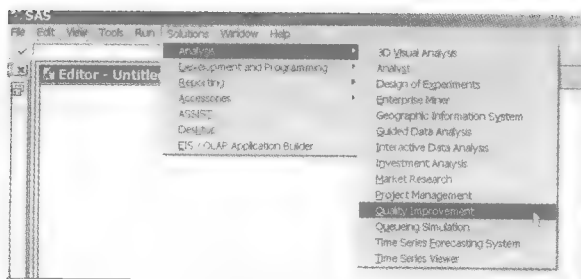 SAS
File Edit View Tools Run Solutions Window Help
Editor - Untitle
Analysis
Development and Programming
Reporting
Accessories
ASSIST
Desktop
EIS / OLAP Application Builder
3D Visual Analysis
Analyst
Design of Experiments
Enterprise Miner
Geographic Information System
Guided Data Analysis
Interactive Data Analysis
Investment Analysis
Market Research
Project Management
Quality Improvement
Queueing Simulation
Time Series Forecasting System
Time Series Viewer